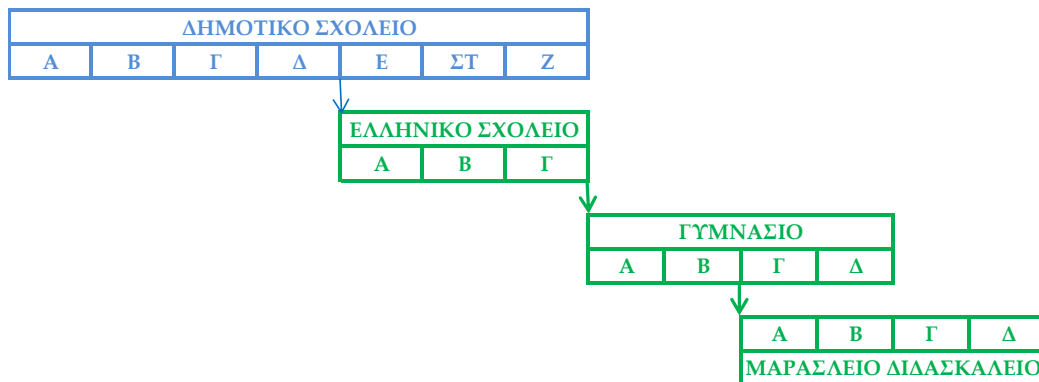 ΔΗΜΟΤΙΚΟ ΣΧΟΛΕΙΟ
Α Β Γ Δ Ε ΣΤ Ζ
ΕΛΛΗΝΙΚΟ ΣΧΟΛΕΙΟ
Α Β Γ
ΓΥΜΝΑΣΙΟ
Α Β Γ Δ
Α Β Γ Δ
ΜΑΡΑΣΛΕΙΟ ΔΙΔΑΣΚΑΛΕΙΟ